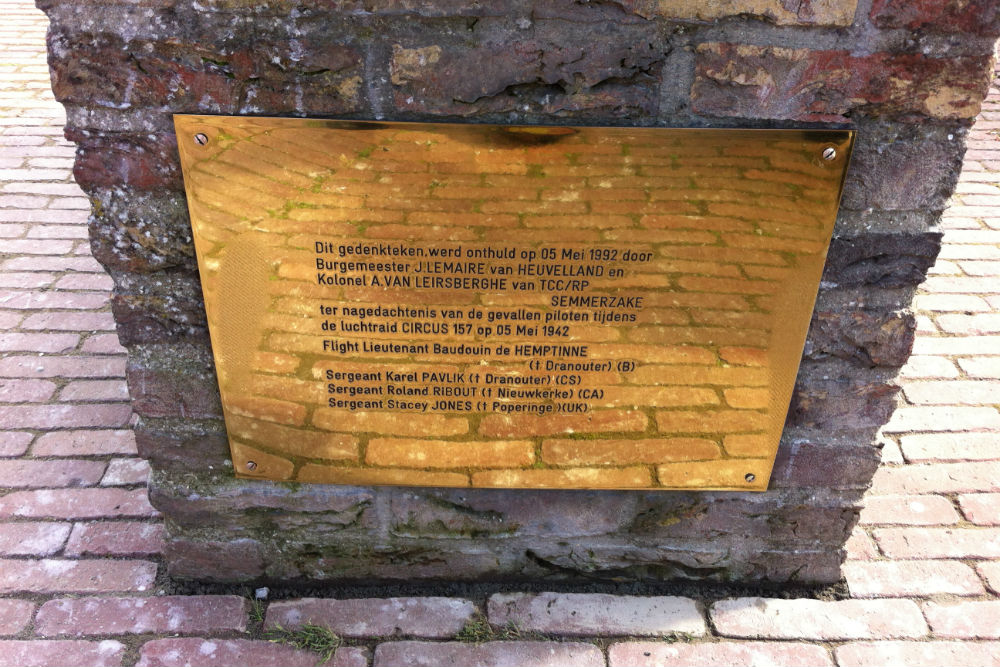 Dit gedenkteken,werd onthuld op 05 Mei 1992 door
Burgemeester J.LEMAIRE van HEUVELLAND en
Kolonel A.VAN LEIRSBERGHE van TCC/RP
SEMMERZAKE
ter nagedachtenis van de gevallen piloten tijdens
de luchtraid CIRCUS 157 op 05 Mei 1942
Flight Lieutenant Baudouin de HEMPTINNE
(† Dranouter) (B)
Sergeant Karel PAVLIK († Dranouter) (CS)
Sergeant Roland RIBOUT († Nieuwkerke) (CA)
Sergeant Stacey JONES († Poperinge )(UK)